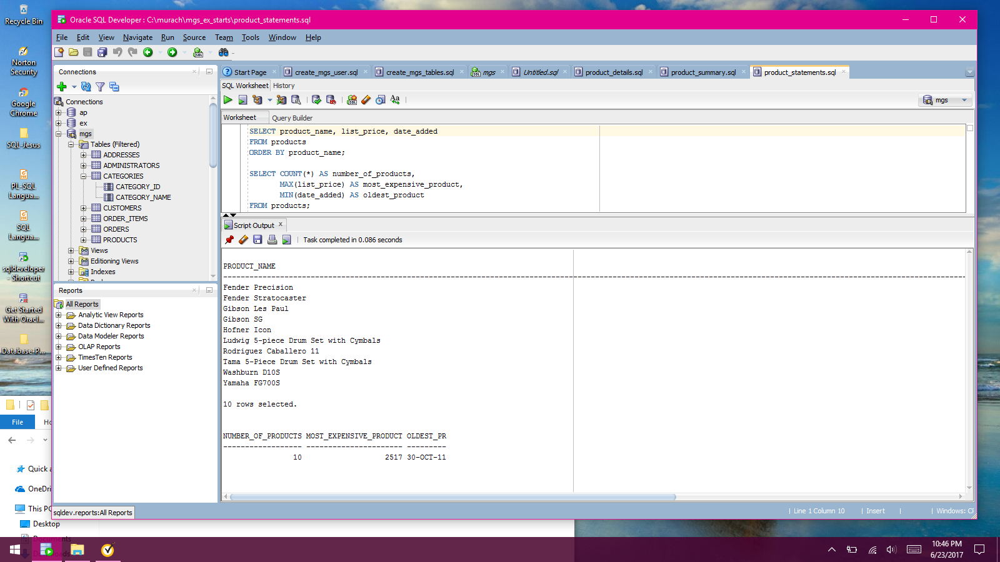 Recycle Bin
Norton
Security
Google
Chrome
SQL-Jesus
PL-SQL
Langua...
SQL
Langua...
sqldeveloper
- Shortcut
Get Started
With Oracl...
Database-P...
Oracle SQL Developer : C:\murach\mgs_ex_starts\product_statements.sql
File Edit View Navigate Run Source Team Tools Window Help
Connections
Connections
ap
ex
mgs
Tables (Filtered)
ADDRESSES
ADMINISTRATORS
CATEGORIES
CATEGORY_ID
CATEGORY_NAME
CUSTOMERS
ORDER_ITEMS
ORDERS
PRODUCTS
Views
Editioning Views
Indexes
Reports
All Reports
Analytic View Reports
Data Dictionary Reports
Data Modeler Reports
OLAP Reports
TimesTen Reports
User Defined Reports
sqldev.reports:All Reports
Start Page create_mgs_user.sql create_mgs_tables.sql mgs Untitled.sql product_details.sql product_summary.sql product_statements.sql
SQL Worksheet History
mgs
Worksheet Query Builder
SELECT product_name, list_price, date_added
FROM products
ORDER BY product_name;
SELECT COUNT(*) AS number_of_products,
MAX(list_price) AS most_expensive_product,
MIN(date_added) AS oldest_product
FROM products;
Script Output x
Task completed in 0.086 seconds
PRODUCT_NAME
Fender Precision
Fender Stratocaster
Gibson Les Paul
Gibson SG
Hofner Icon
Ludwig 5-piece Drum Set with Cymbals
Rodriguez Caballero 11
Tama 5-Piece Drum Set with Cymbals
Washburn D10S
Yamaha FG700S
10 rows selected.
NUMBER_OF_PRODUCTS MOST_EXPENSIVE_PRODUCT OLDEST_PR
------------------ ---------------------- ---------
10 2517 30-OCT-11
Line 1 Column 10 Insert Windows: CF
File Ho
Quick a
OneDri
This PC
Desktop
Documents
Downloads
10:46 PM
6/23/2017